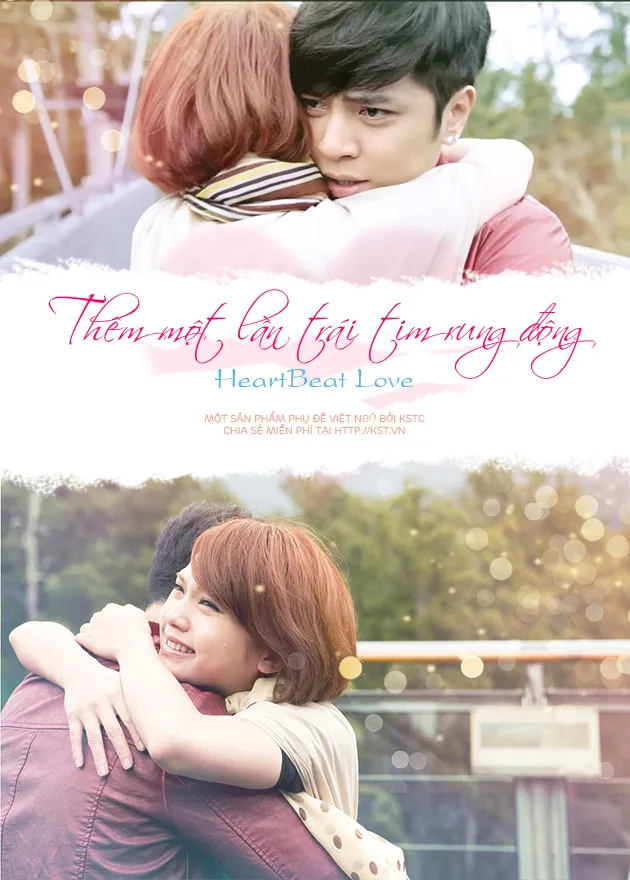 Thêm một lần trái tim rung động
HeartBeat Love
MỘT SẢN PHẨM PHỤ ĐỀ VIỆT NGỮ BỞI KSTC
CHIA SẺ MIỄN PHÍ TẠI HTTP://KST.VN